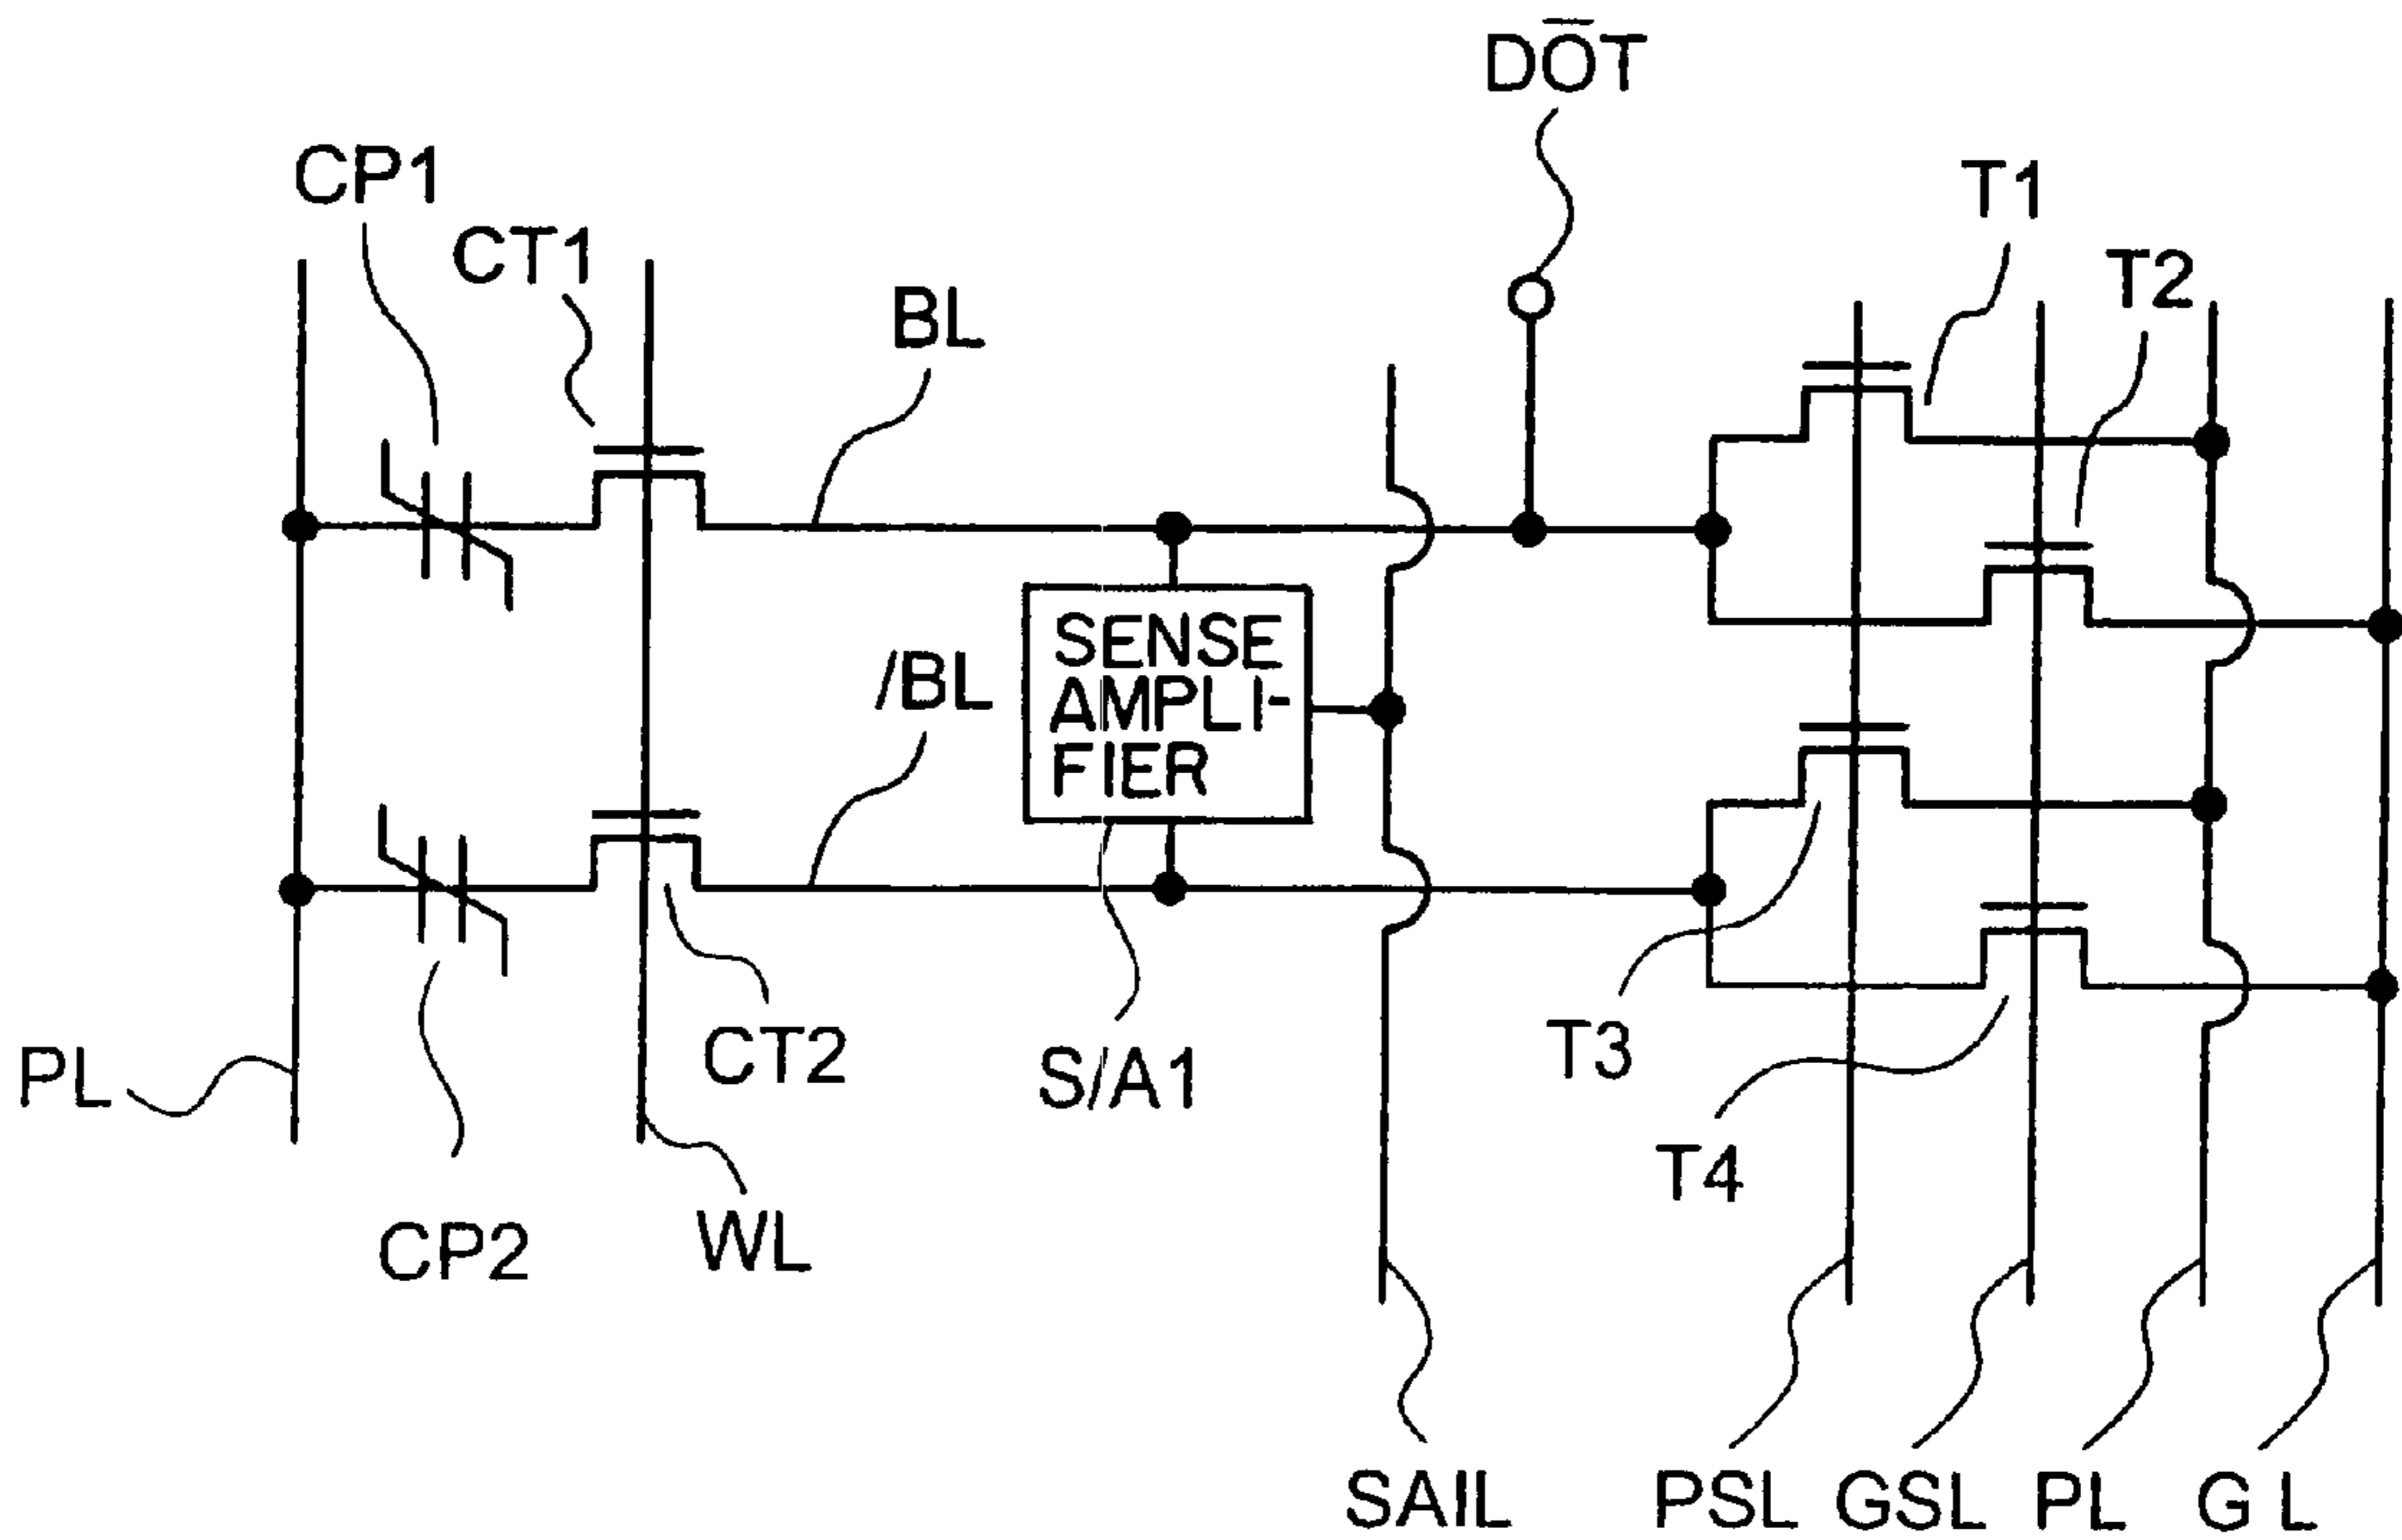 DO̅T
CP1
T1
CT1
T2
BL
SENSE
AMPLI-
FIER
/BL
PL
CT2
S/A1
T3
T4
CP2
WL
SAIL
PSL
GSL
PL
G L